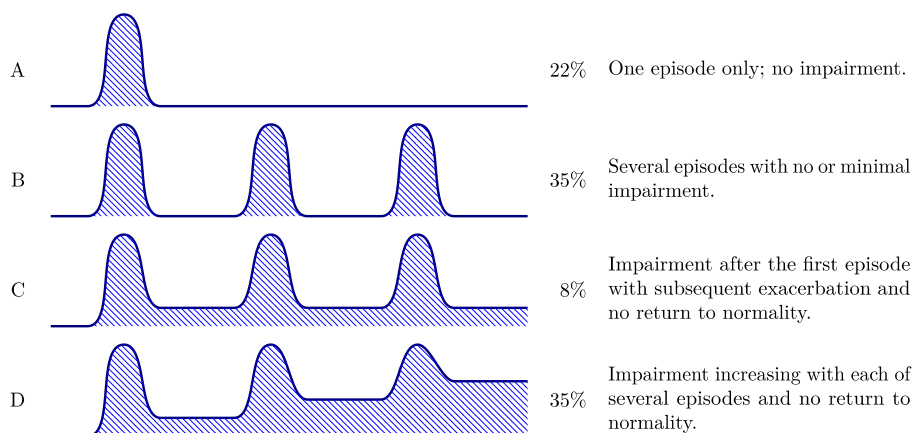 A 22% One episode only; no impairment.
B 35% Several episodes with no or minimal
impairment.
C 8% Impairment after the first episode
with subsequent exacerbation and
no return to normality.
D 35% Impairment increasing with each of
several episodes and no return to
normality.